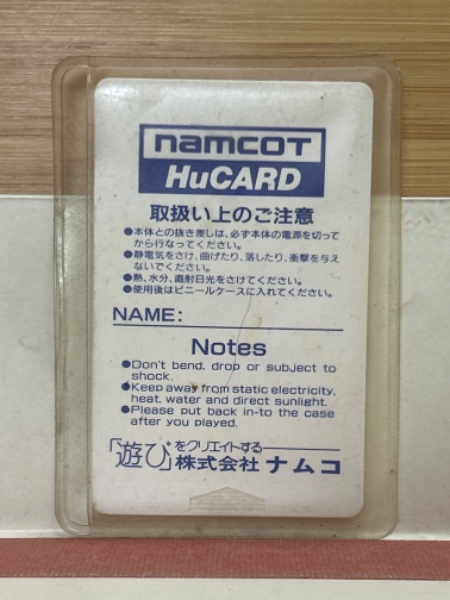 namcoT
HuCARD
取扱い上のご注意
●本体との抜き差しは、必ず本体の電源を切って
から行なってください。
●静電気をさけ、曲げたり、落したり、衝撃を与え
ないでください。
●熱、水分、直射日光をさけてください。
●使用後はビニールケースに入れてください。
NAME:
Notes
●Don't bend, drop or subject to
shock.
●Keep away from static electricity,
heat, water and direct sunlight.
●Please put back in-to the case
after you played.
「遊び」をクリエイトする
株式会社ナムコ